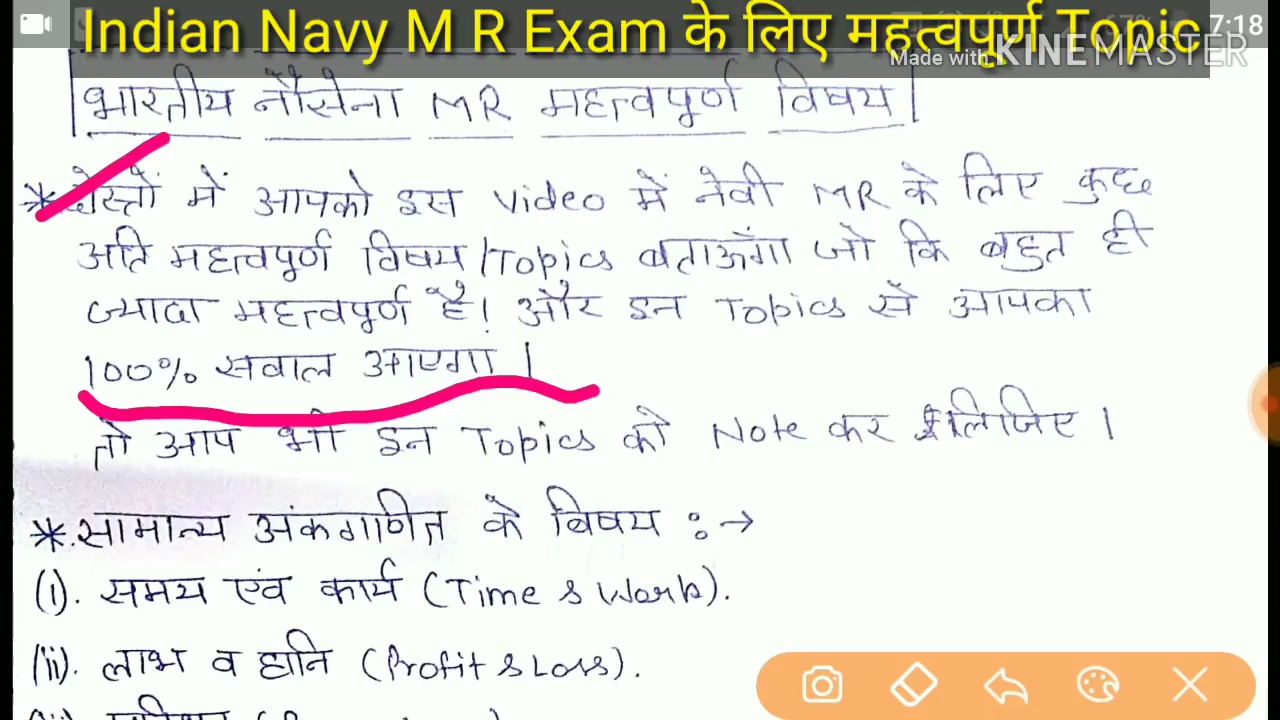 Indian Navy M R Exam के लिए महत्वपूर्ण Topic
7:18
Made with KINEMASTER
भारतीय नौसेना MR महत्त्वपूर्ण विषय
* दोस्तों में आपको इस Video में नेवी MR के लिए कुछ
अति महत्त्वपूर्ण विषय/Topics बताऊँगा जो कि बहुत ही
ज्यादा महत्त्वपूर्ण है। और इन Topics से आपका
100% सवाल आएगा।
तो आप भी इन Topics को Note कर लिजिए।
* सामान्य अंकगणित के विषय :→
(i). समय एंव कार्य (Time & Work).
(ii). लाभ व हानि (Profit & Loss).